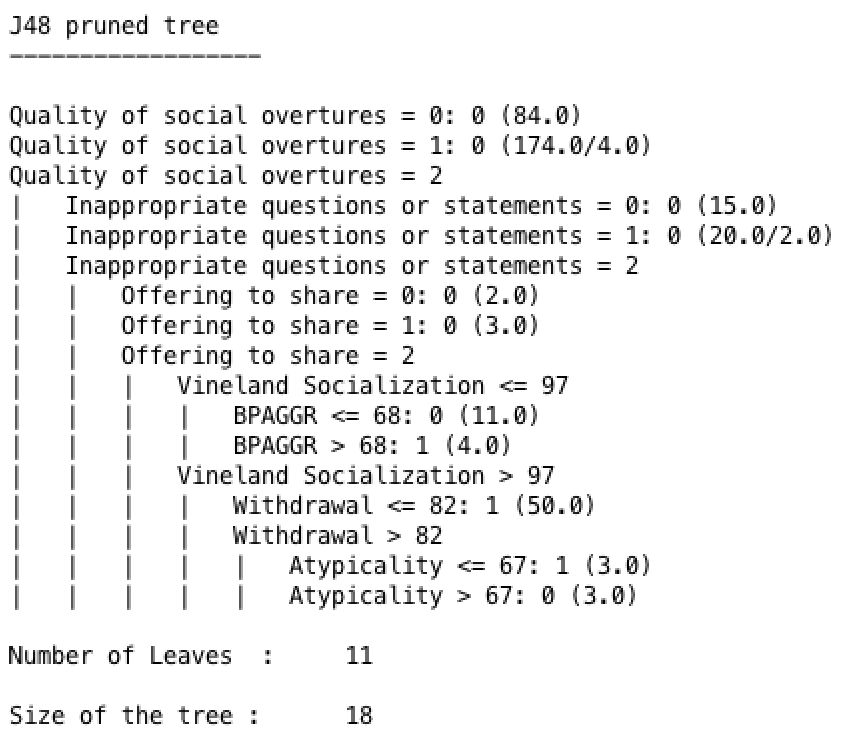 J48 pruned tree
------------------
Quality of social overtures = 0: 0 (84.0)
Quality of social overtures = 1: 0 (174.0/4.0)
Quality of social overtures = 2
|   Inappropriate questions or statements = 0: 0 (15.0)
|   Inappropriate questions or statements = 1: 0 (20.0/2.0)
|   Inappropriate questions or statements = 2
|   |   Offering to share = 0: 0 (2.0)
|   |   Offering to share = 1: 0 (3.0)
|   |   Offering to share = 2
|   |   |   Vineland Socialization <= 97
|   |   |   |   BPAGGR <= 68: 0 (11.0)
|   |   |   |   BPAGGR > 68: 1 (4.0)
|   |   |   Vineland Socialization > 97
|   |   |   |   Withdrawal <= 82: 1 (50.0)
|   |   |   |   Withdrawal > 82
|   |   |   |   |   Atypicality <= 67: 1 (3.0)
|   |   |   |   |   Atypicality > 67: 0 (3.0)
Number of Leaves  :     11
Size of the tree :      18